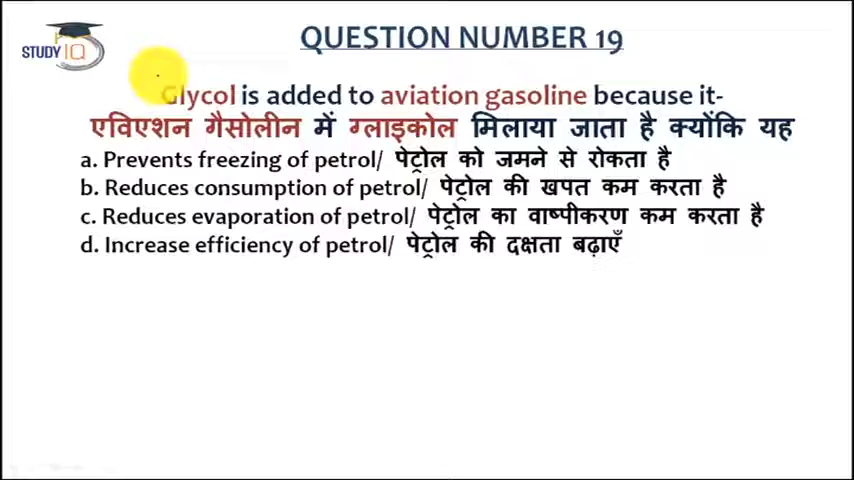 STUDY IQ
QUESTION NUMBER 19
Glycol is added to aviation gasoline because it-
एविएशन गैसोलीन में ग्लाइकोल मिलाया जाता है क्योंकि यह
a. Prevents freezing of petrol/ पेट्रोल को जमने से रोकता है
b. Reduces consumption of petrol/ पेट्रोल की खपत कम करता है
c. Reduces evaporation of petrol/ पेट्रोल का वाष्पीकरण कम करता है
d. Increase efficiency of petrol/ पेट्रोल की दक्षता बढ़ाएँ